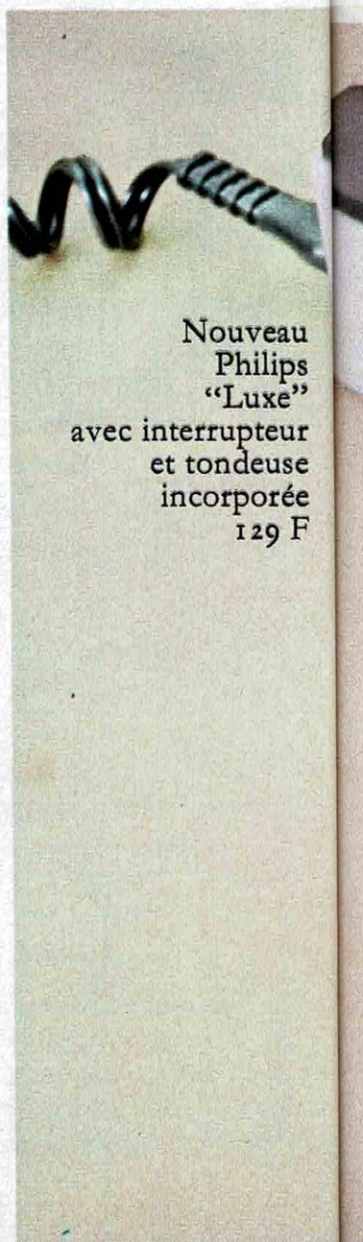 Nouveau
Philips
“Luxe”
avec interrupteur
et tondeuse
incorporée
129 F